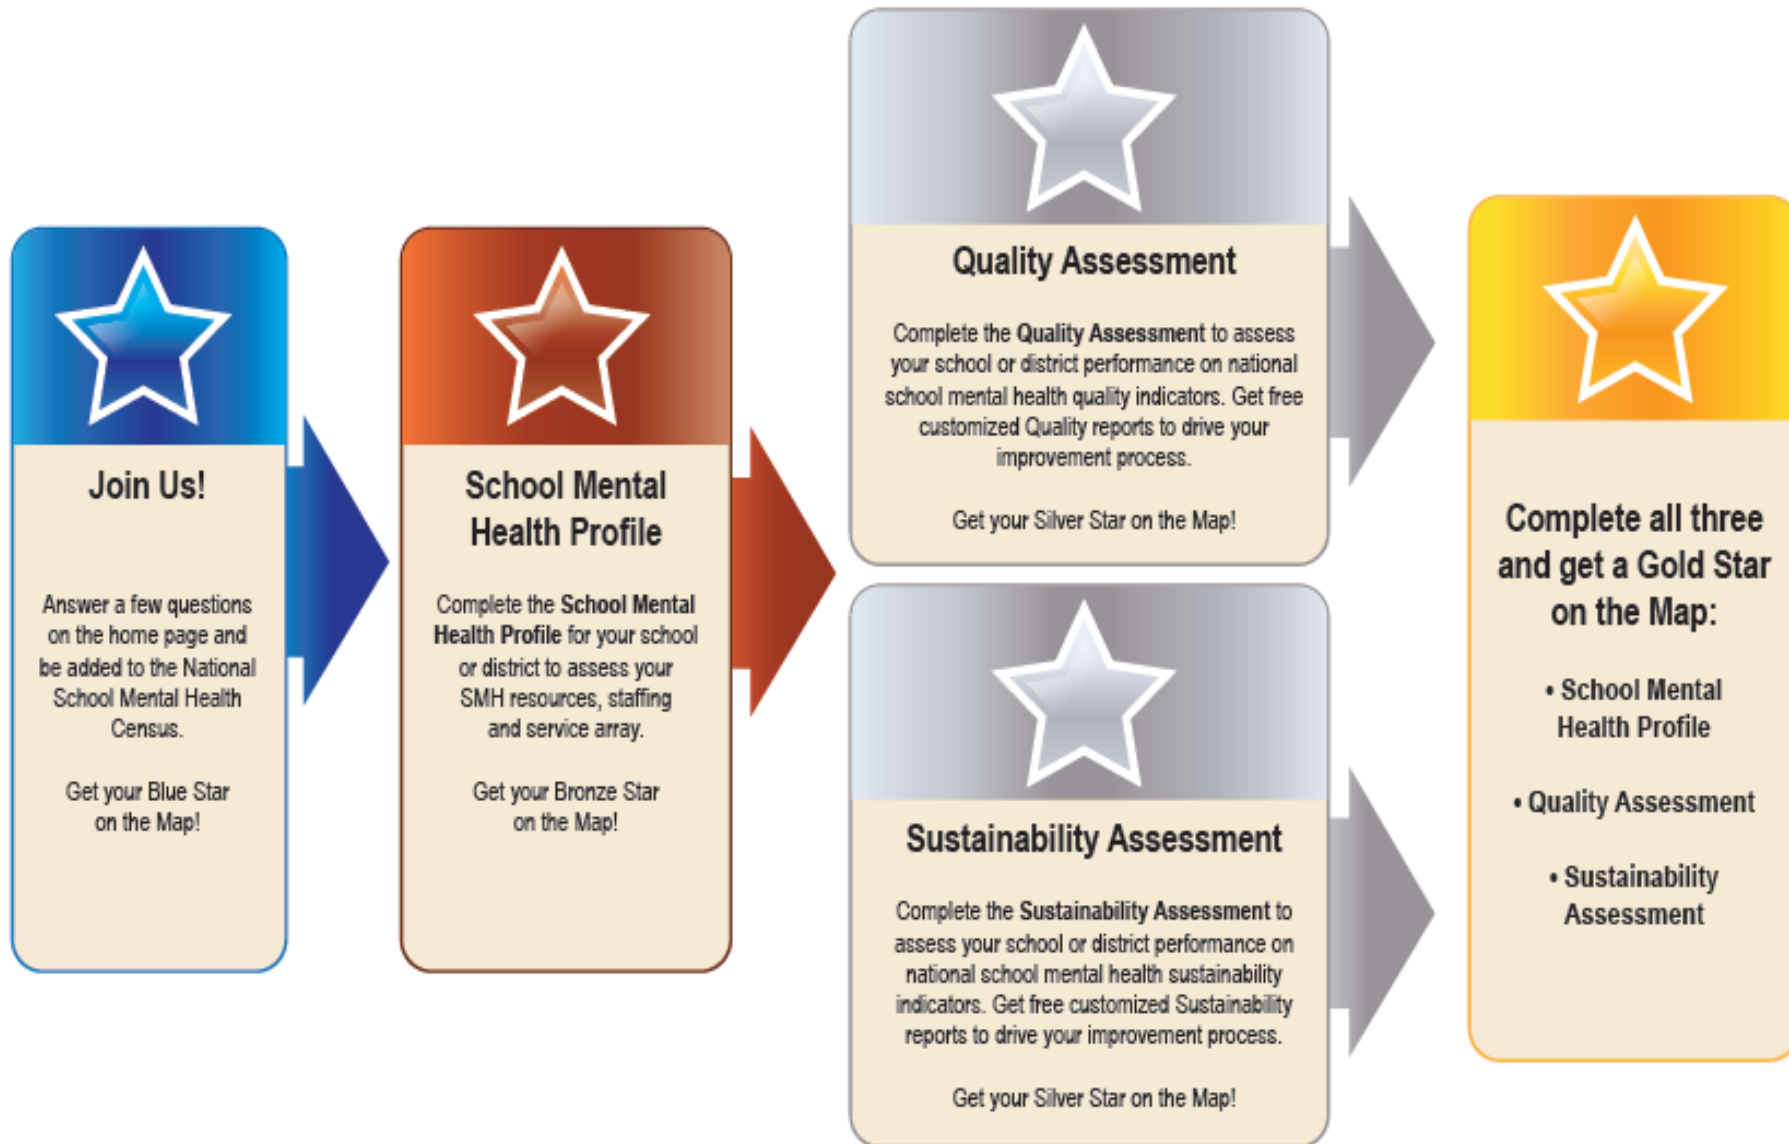 Join Us!
Answer a few questions
on the home page and
be added to the National
School Mental Health
Census.
Get your Blue Star
on the Map!
School Mental
Health Profile
Complete the School Mental
Health Profile for your school
or district to assess your
SMH resources, staffing
and service array.
Get your Bronze Star
on the Map!
Quality Assessment
Complete the Quality Assessment to assess
your school or district performance on national
school mental health quality indicators. Get free
customized Quality reports to drive your
improvement process.
Get your Silver Star on the Map!
Sustainability Assessment
Complete the Sustainability Assessment to
assess your school or district performance on
national school mental health sustainability
indicators. Get free customized Sustainability
reports to drive your improvement process.
Get your Silver Star on the Map!
Complete all three
and get a Gold Star
on the Map:
• School Mental
Health Profile
• Quality Assessment
• Sustainability
Assessment